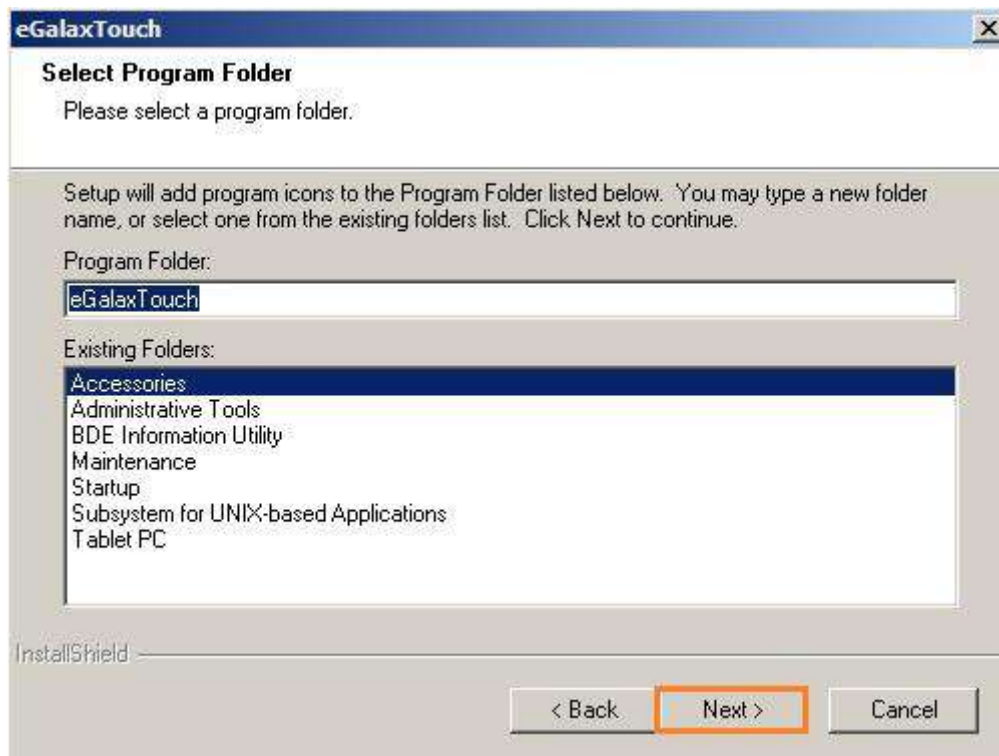 eGalaxTouch
Select Program Folder
Please select a program folder.
Setup will add program icons to the Program Folder listed below. You may type a new folder
name, or select one from the existing folders list. Click Next to continue.
Program Folder:
eGalaxTouch
Existing Folders:
Accessories
Administrative Tools
BDE Information Utility
Maintenance
Startup
Subsystem for UNIX-based Applications
Tablet PC
InstallShield
< Back Next > Cancel